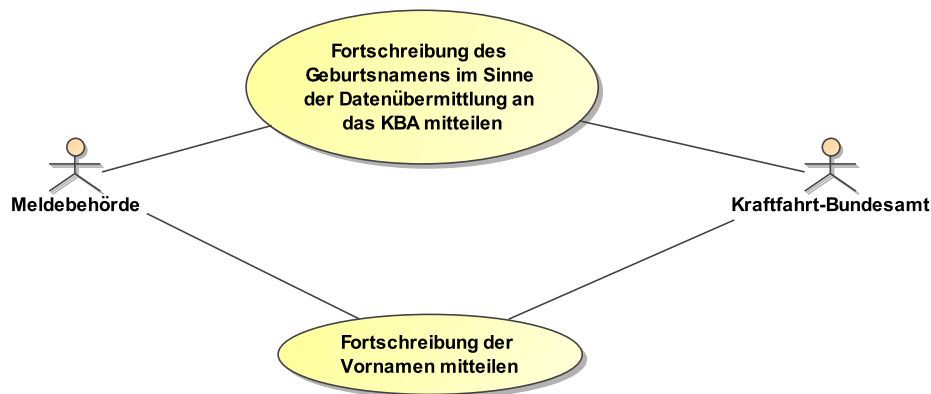 Fortschreibung des
Geburtsnamens im Sinne
der Datenübermittlung an
das KBA mitteilen
Meldebehörde
Kraftfahrt-Bundesamt
Fortschreibung der
Vornamen mitteilen